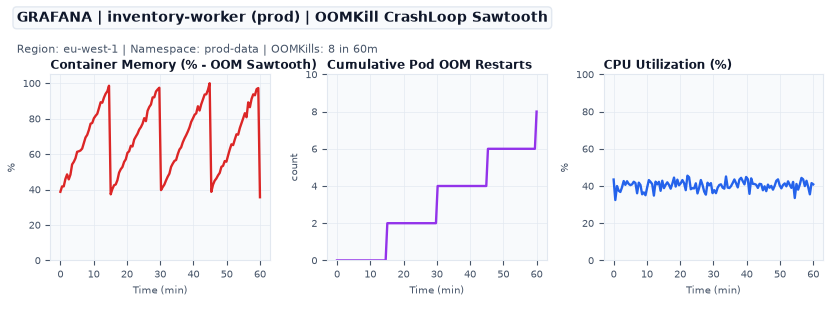 GRAFANA | inventory-worker (prod) | OOMKill CrashLoop Sawtooth
Region: eu-west-1 | Namespace: prod-data | OOMKills: 8 in 60m
Container Memory (% - OOM Sawtooth)
%
100
80
60
40
20
0
0 10 20 30 40 50 60
Time (min)
Cumulative Pod OOM Restarts
count
10
8
6
4
2
0
0 10 20 30 40 50 60
Time (min)
CPU Utilization (%)
%
100
80
60
40
20
0
0 10 20 30 40 50 60
Time (min)